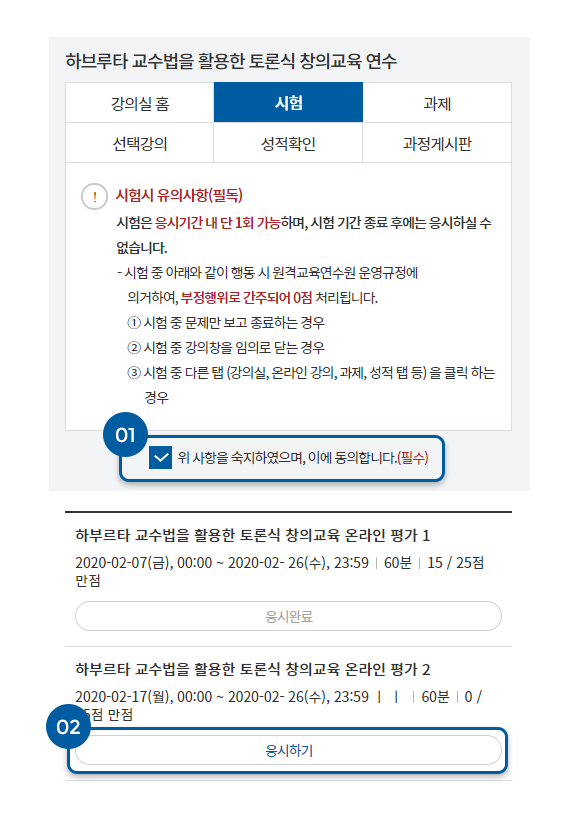 하브루타 교수법을 활용한 토론식 창의교육 연수
강의실 홈
시험
과제
선택강의
성적확인
과정게시판
! 시험시 유의사항(필독)
시험은 응시기간 내 단 1회 가능하며, 시험 기간 종료 후에는 응시하실 수
없습니다.
- 시험 중 아래와 같이 행동 시 원격교육연수원 운영규정에
의거하여, 부정행위로 간주되어 0점 처리됩니다.
① 시험 중 문제만 보고 종료하는 경우
② 시험 중 강의창을 임의로 닫는 경우
③ 시험 중 다른 탭 (강의실, 온라인 강의, 과제, 성적 탭 등) 을 클릭 하는
경우
01
위 사항을 숙지하였으며, 이에 동의합니다.(필수)
하부르타 교수법을 활용한 토론식 창의교육 온라인 평가 1
2020-02-07(금), 00:00 ~ 2020-02- 26(수), 23:59 | 60분 | 15 / 25점
만점
응시완료
하부르타 교수법을 활용한 토론식 창의교육 온라인 평가 2
2020-02-17(월), 00:00 ~ 2020-02- 26(수), 23:59 ㅣ ㅣ | 60분 | 0 /
5점 만점
02
응시하기